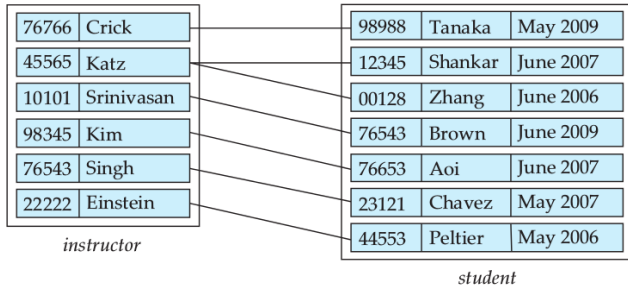 76766 Crick
45565 Katz
10101 Srinivasan
98345 Kim
76543 Singh
22222 Einstein
instructor
98988 Tanaka May 2009
12345 Shankar June 2007
00128 Zhang June 2006
76543 Brown June 2009
76653 Aoi June 2007
23121 Chavez May 2007
44553 Peltier May 2006
student